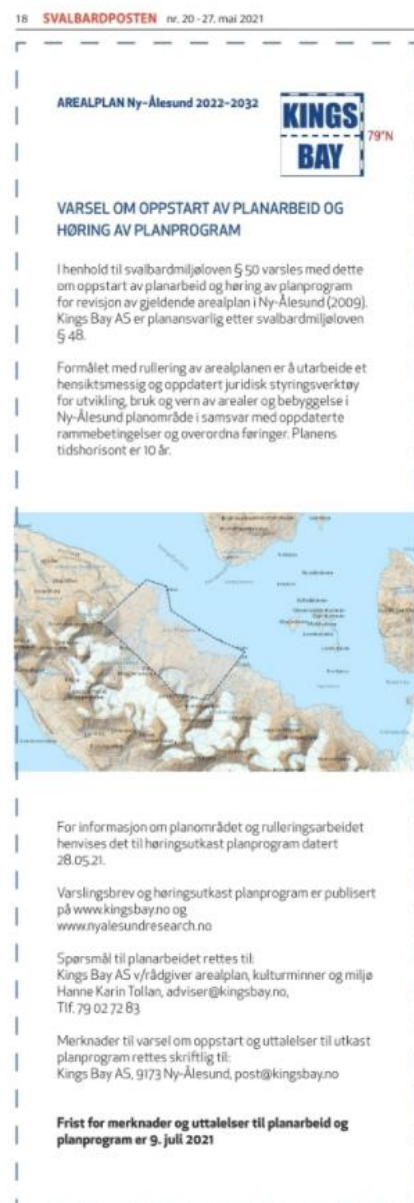 18 SVALBARDPOSTEN nr. 20 - 27. mai 2021
AREALPLAN Ny-Ålesund 2022-2032
KINGS
BAY
79°N
VARSEL OM OPPSTART AV PLANARBEID OG
HØRING AV PLANPROGRAM
I henhold til svalbardmiljøloven § 50 varsles med dette
om oppstart av planarbeid og høring av planprogram
for revisjon av gjeldende arealplan i Ny-Ålesund (2009).
Kings Bay AS er planansvarlig etter svalbardmiljøloven
§ 48.
Formålet med rullering av arealplanen er å utarbeide et
hensiktsmessig og oppdatert juridisk styringsverktøy
for utvikling, bruk og vern av arealer og bebyggelse i
Ny-Ålesund planområde i samsvar med oppdaterte
rammebetingelser og overordna føringer. Planens
tidshorisont er 10 år.
For informasjon om planområdet og rulleringsarbeidet
henvises det til høringsutkast planprogram datert
28.05.21.
Varslingsbrev og høringsutkast planprogram er publisert
på www.kingsbay.no og
www.nyalesundresearch.no
Spørsmål til planarbeidet rettes til:
Kings Bay AS v/rådgiver arealplan, kulturminner og miljø
Hanne Karin Tollan, adviser@kingsbay.no,
Tlf. 79 02 72 83
Merknader til varsel om oppstart og uttalelser til utkast
planprogram rettes skriftlig til:
Kings Bay AS, 9173 Ny-Ålesund, post@kingsbay.no
Frist for merknader og uttalelser til planarbeid og
planprogram er 9. juli 2021